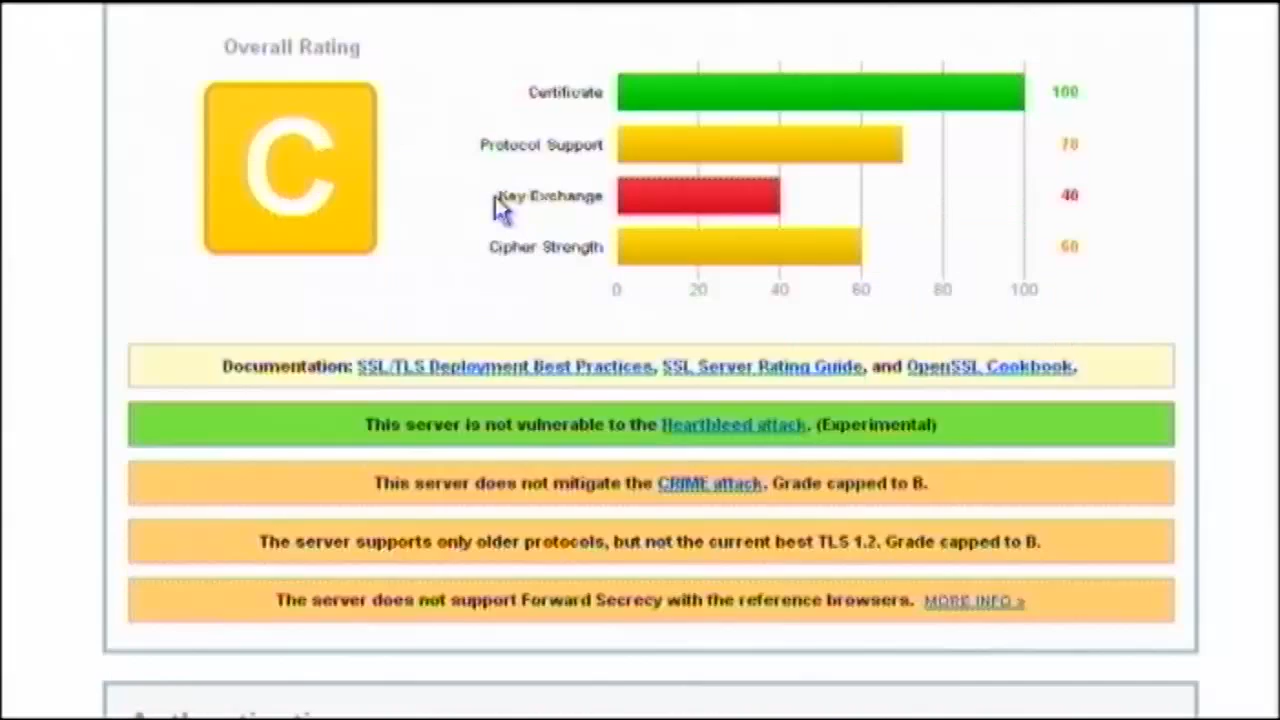 Overall Rating
C
Certificate 100
Protocol Support 70
Key Exchange 40
Cipher Strength 60
0 20 40 60 80 100
Documentation: SSL/TLS Deployment Best Practices, SSL Server Rating Guide, and OpenSSL Cookbook.
This server is not vulnerable to the Heartbleed attack. (Experimental)
This server does not mitigate the CRIME attack. Grade capped to B.
The server supports only older protocols, but not the current best TLS 1.2. Grade capped to B.
The server does not support Forward Secrecy with the reference browsers. MORE INFO »